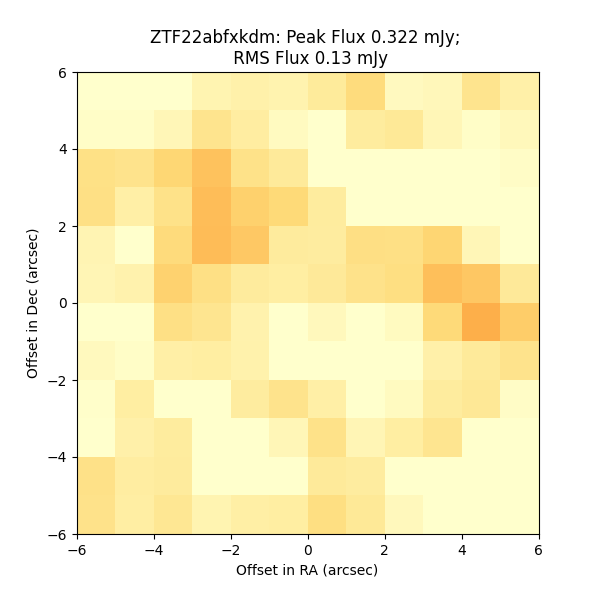 ZTF22abfxkdm: Peak Flux 0.322 mJy;
RMS Flux 0.13 mJy
6
4
2
0
−2
−4
−6
Offset in Dec (arcsec)
−6 −4 −2 0 2 4 6
Offset in RA (arcsec)